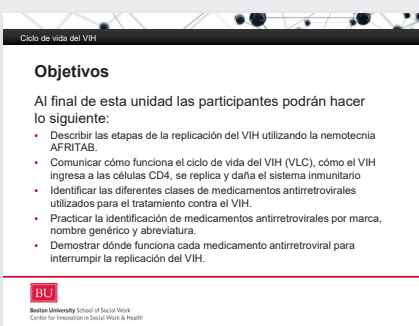 Ciclo de vida del VIH
Objetivos
Al final de esta unidad las participantes podrán hacer
lo siguiente:
▪ Describir las etapas de la replicación del VIH utilizando la nemotecnia
AFRITAB.
▪ Comunicar cómo funciona el ciclo de vida del VIH (VLC), cómo el VIH
ingresa a las células CD4, se replica y daña el sistema inmunitario
▪ Identificar las diferentes clases de medicamentos antirretrovirales
utilizados para el tratamiento contra el VIH.
▪ Practicar la identificación de medicamentos antirretrovirales por marca,
nombre genérico y abreviatura.
▪ Demostrar dónde funciona cada medicamento antirretroviral para
interrumpir la replicación del VIH.
BU
Boston University School of Social Work
Center for Innovation in Social Work & Health